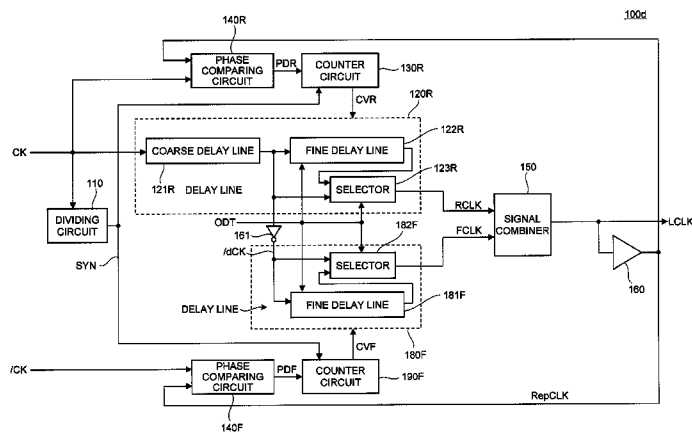 100d
140R
PHASE
COMPARING
CIRCUIT
PDR
COUNTER
CIRCUIT
130R
CVR
120R
122R
CK
COARSE DELAY LINE
FINE DELAY LINE
121R
DELAY LINE
123R
SELECTOR
150
110
DIVIDING
CIRCUIT
ODT
RCLK
SIGNAL
COMBINER
LCLK
161
182F
FCLK
/dCK
SELECTOR
160
SYN
DELAY LINE
FINE DELAY LINE
181F
CVF
180F
/CK
PHASE
COMPARING
CIRCUIT
PDF
COUNTER
CIRCUIT
190F
RepCLK
140F